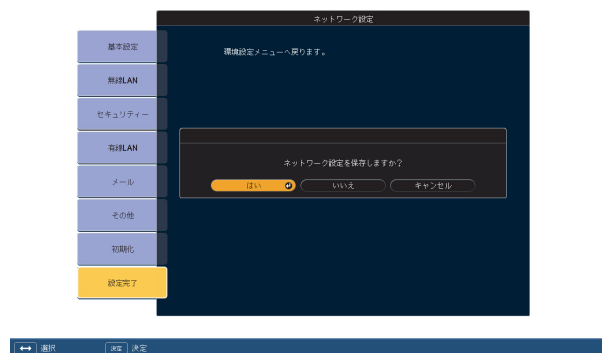 ネットワーク設定
基本設定
環境設定メニューへ戻ります。
無線LAN
セキュリティー
有線LAN
ネットワーク設定を保存しますか？
メール
はい いいえ キャンセル
その他
初期化
設定完了
選択 決定 決定